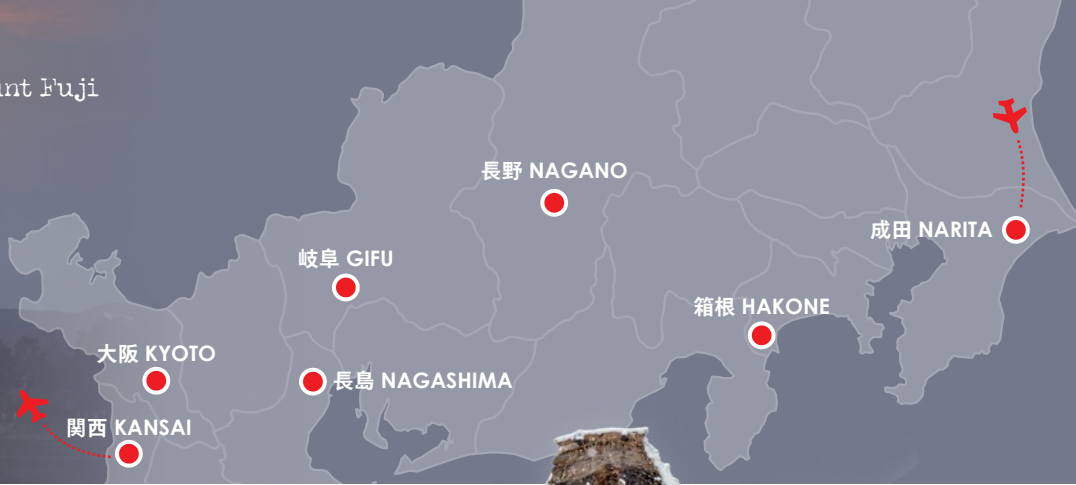 Fuji
長野 NAGANO
成田 NARITA
岐阜 GIFU
箱根 HAKONE
大阪 KYOTO
長島 NAGASHIMA
関西 KANSAI